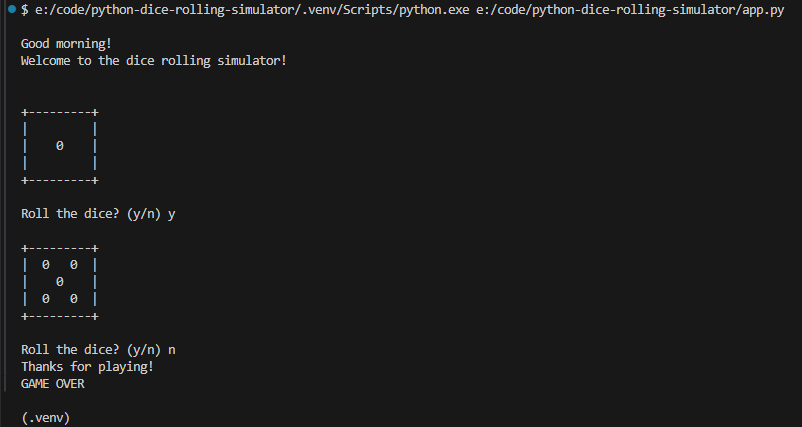 $ e:/code/python-dice-rolling-simulator/.venv/Scripts/python.exe e:/code/python-dice-rolling-simulator/app.py
Good morning!
Welcome to the dice rolling simulator!
+---------+
|         |
|    0    |
|         |
+---------+
Roll the dice? (y/n) y
+---------+
|  0   0  |
|    0    |
|  0   0  |
+---------+
Roll the dice? (y/n) n
Thanks for playing!
GAME OVER
(.venv)